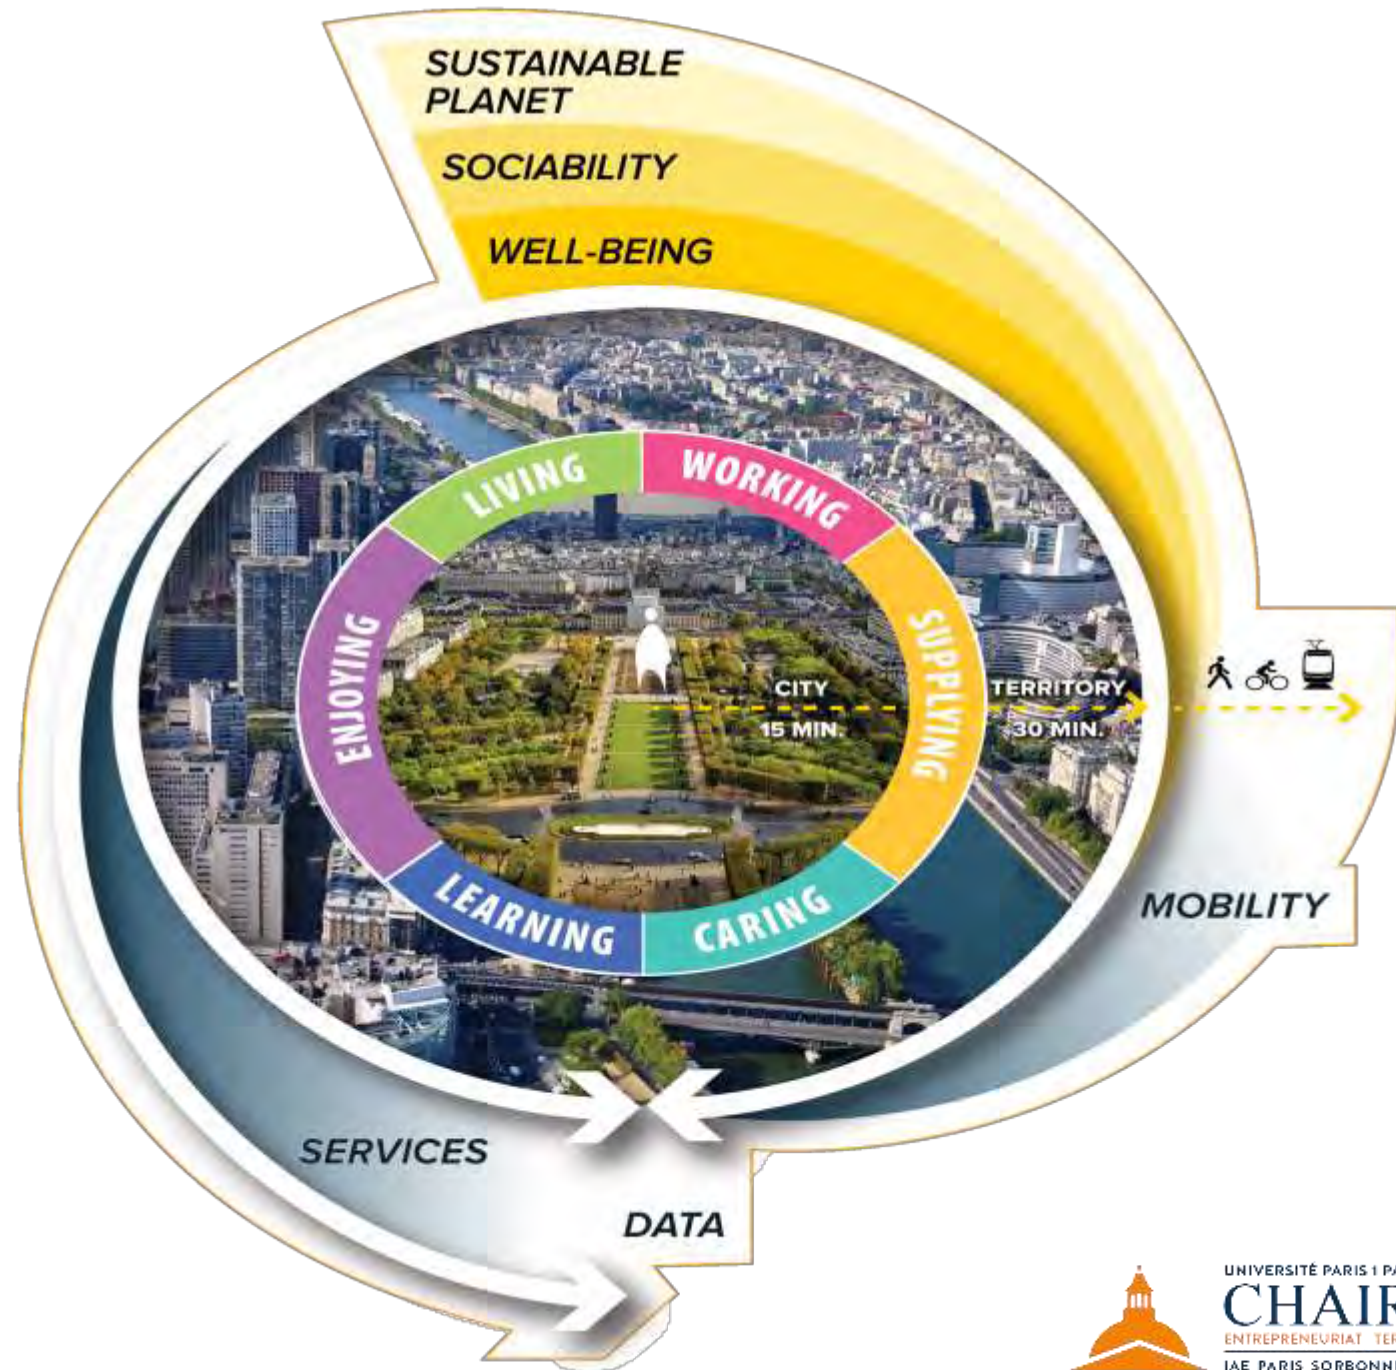 SUSTAINABLE
PLANET
SOCIABILITY
WELL-BEING
LIVING
WORKING
ENJOYING
SUPPLYING
CITY
15 MIN.
TERRITORY
30 MIN.
LEARNING
CARING
MOBILITY
SERVICES
DATA
UNIVERSITÉ PARIS 1
CHAIR
ENTREPRENEURIAT
IAE PARIS